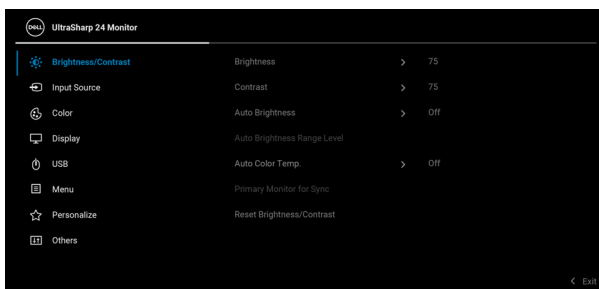 DELL UltraSharp 24 Monitor
Brightness/Contrast Brightness > 75
Input Source Contrast > 75
Color Auto Brightness > Off
Display Auto Brightness Range Level
USB Auto Color Temp. > Off
Menu Primary Monitor for Sync
Personalize Reset Brightness/Contrast
Others
< Exit